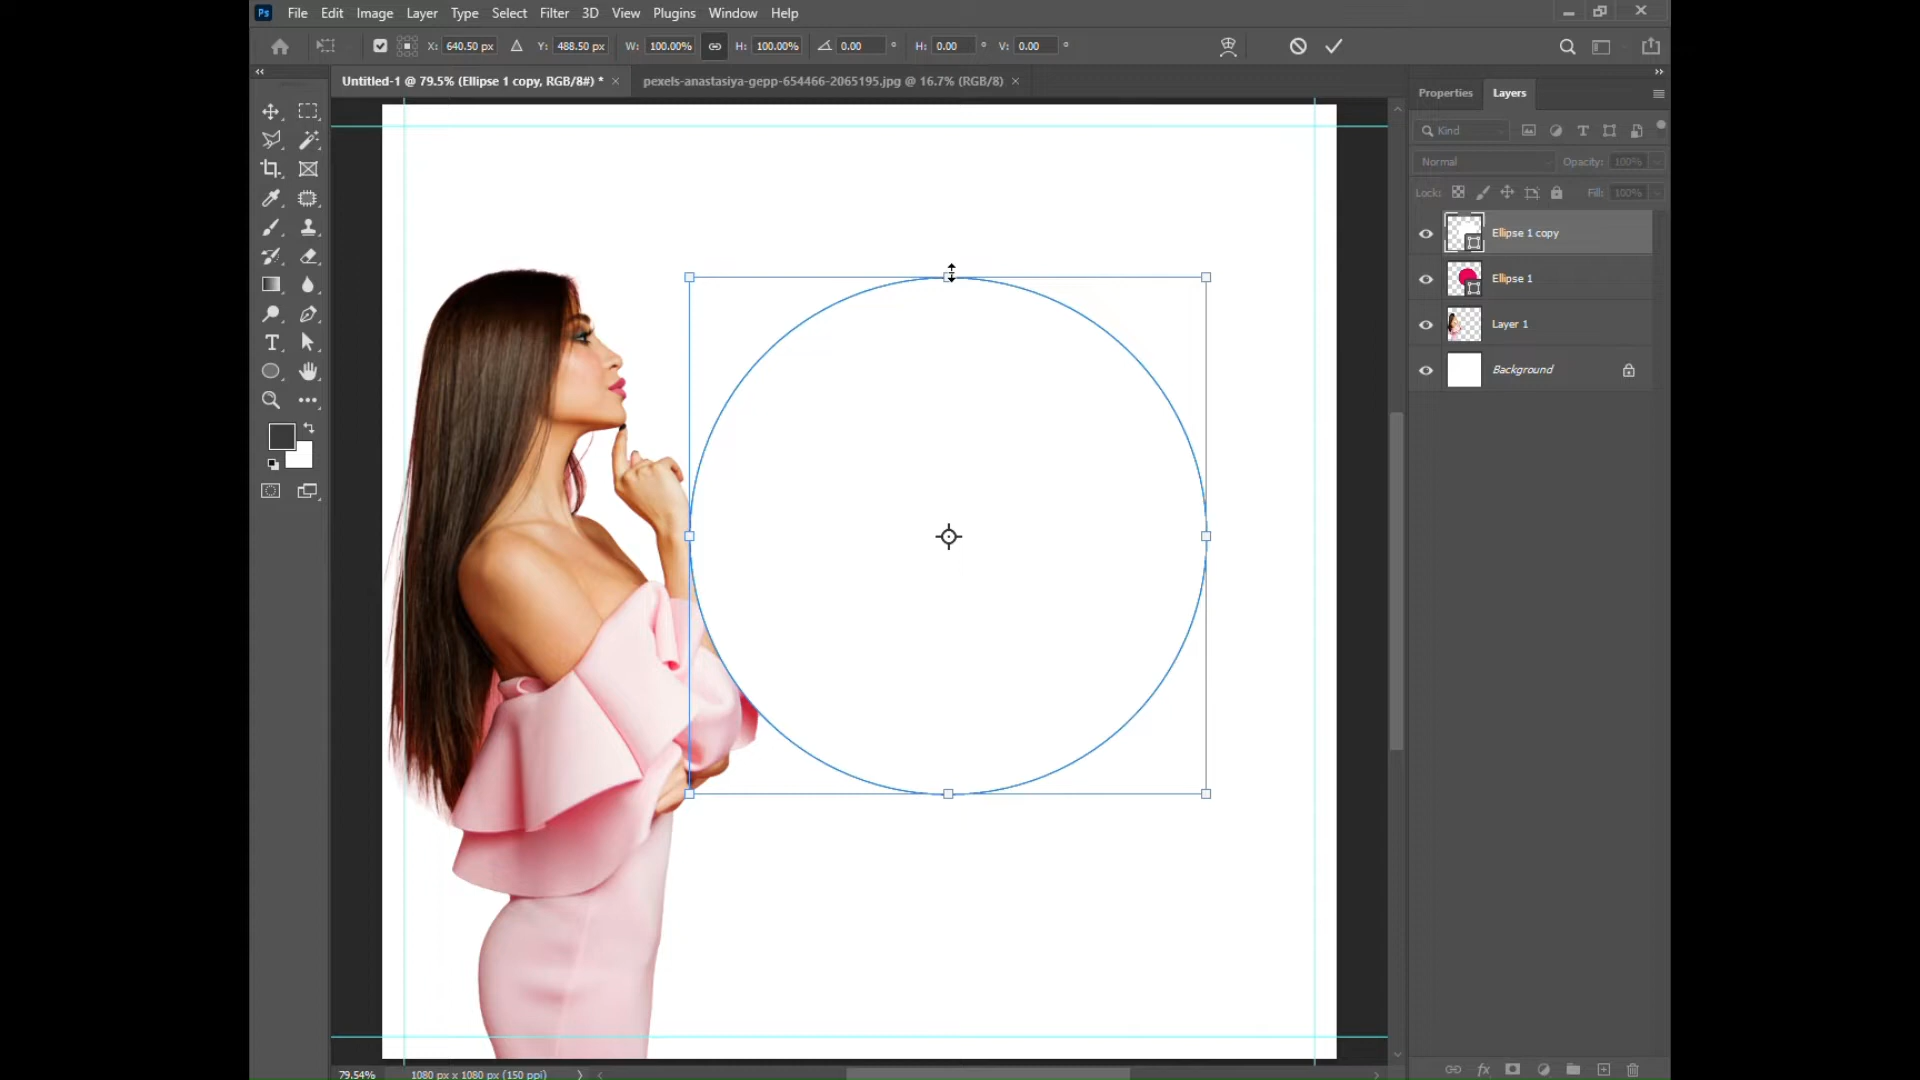 Ps File Edit Image Layer Type Select Filter 3D View Plugins Window Help
X: 640.50 px Y: 488.50 px W: 100.00% H: 100.00% 0.00 ° H: 0.00 ° V: 0.00 °
Untitled-1 @ 79.5% (Ellipse 1 copy, RGB/8#) * × pexels-anastasiya-gepp-654466-2065195.jpg @ 16.7% (RGB/8) ×
Properties Layers
Kind
Normal Opacity: 100%
Lock: Fill: 100%
Ellipse 1 copy
Ellipse 1
Layer 1
Background
79.54% 1080 px x 1080 px (150 ppi)